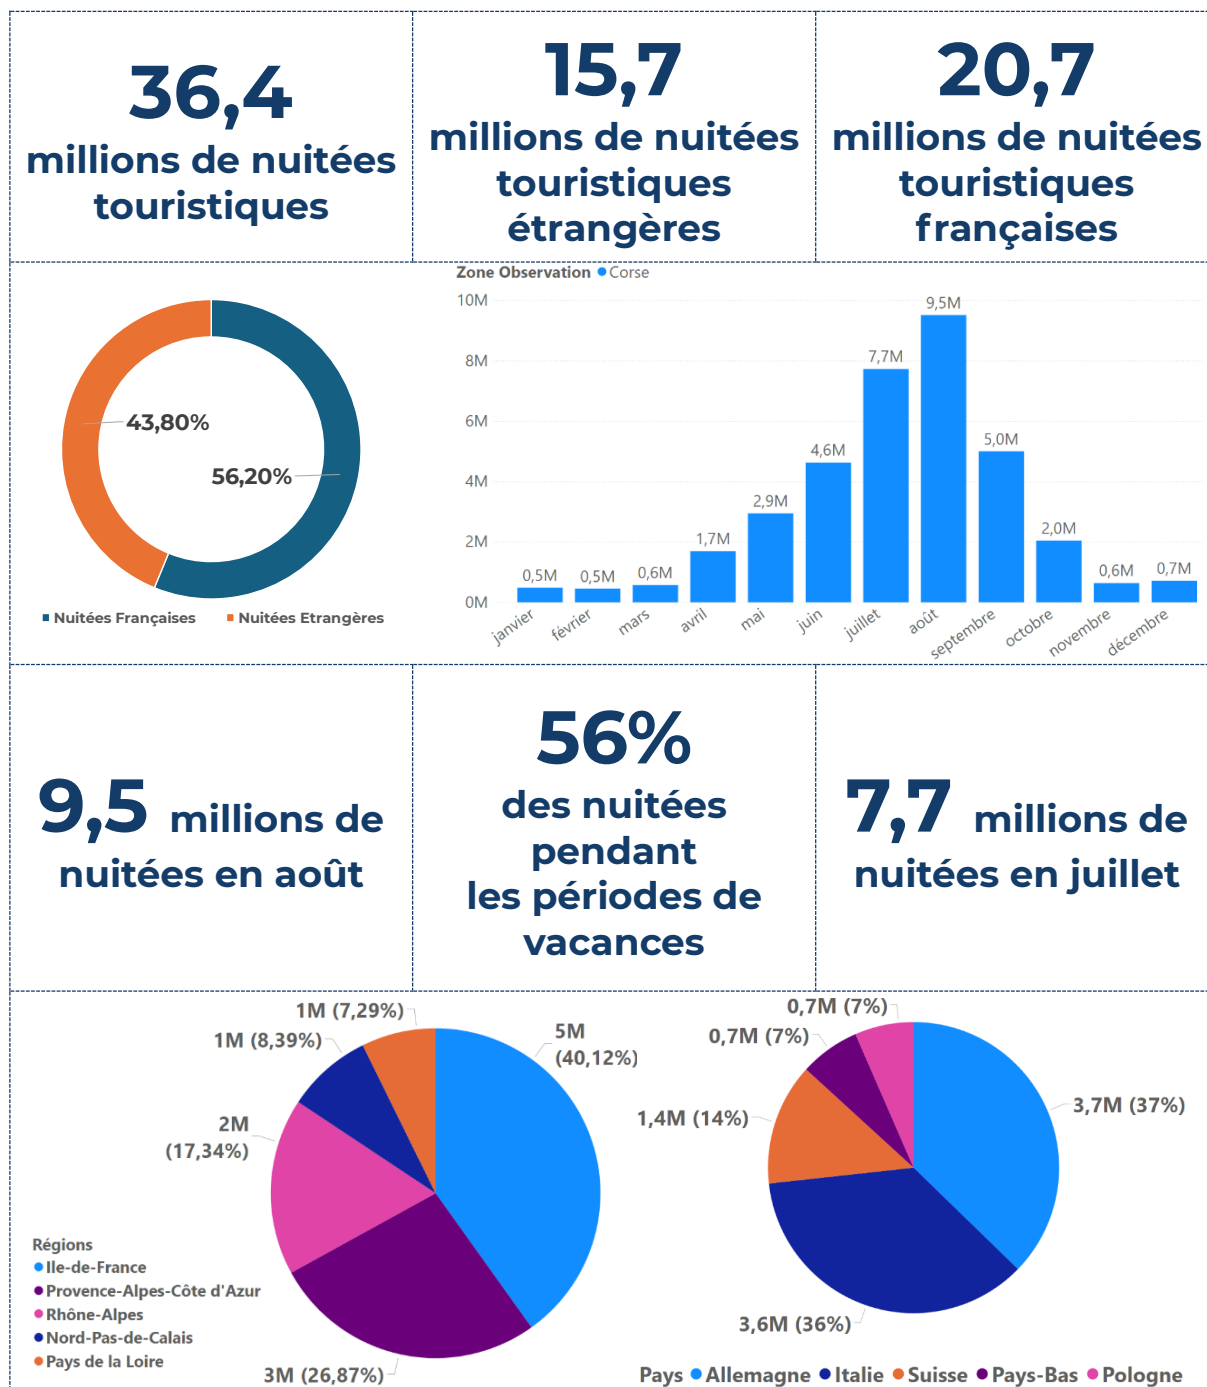 36,4
millions de nuitées
touristiques
15,7
millions de nuitées
touristiques
étrangères
20,7
millions de nuitées
touristiques
françaises
43,80%
56,20%
Nuitées Françaises
Nuitées Etrangères
Zone Observation Corse
10M
8M
6M
4M
2M
0M
0,5M
0,5M
0,6M
1,7M
2,9M
4,6M
7,7M
9,5M
5,0M
2,0M
0,6M
0,7M
janvier
février
mars
avril
mai
juin
juillet
août
septembre
octobre
novembre
décembre
9,5 millions de
nuitées en août
56%
des nuitées
pendant
les périodes de
vacances
7,7 millions de
nuitées en juillet
1M (7,29%)
1M (8,39%)
2M
(17,34%)
5M
(40,12%)
3M (26,87%)
Régions
Ile-de-France
Provence-Alpes-Côte d'Azur
Rhône-Alpes
Nord-Pas-de-Calais
Pays de la Loire
0,7M (7%)
0,7M (7%)
1,4M (14%)
3,7M (37%)
3,6M (36%)
Pays Allemagne Italie Suisse Pays-Bas Pologne